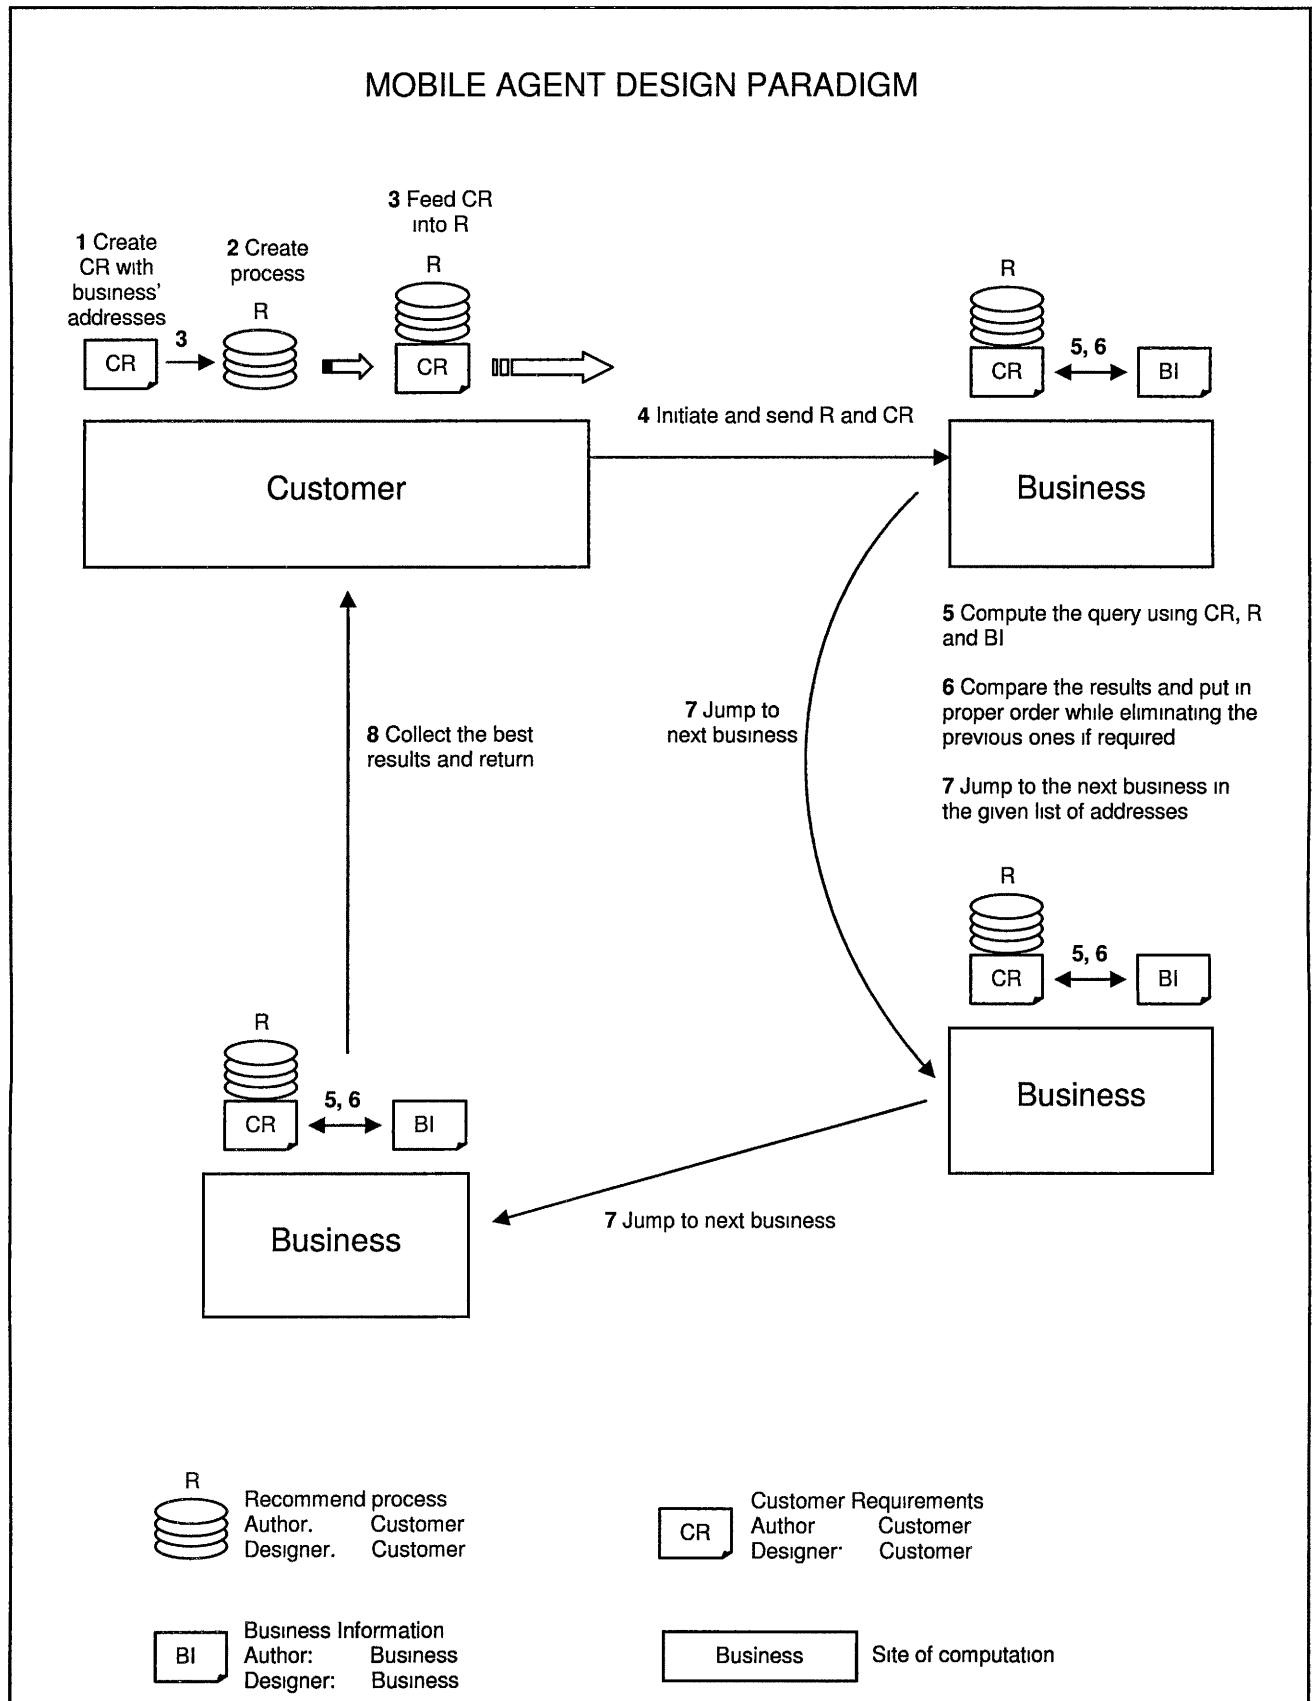 MOBILE AGENT DESIGN PARADIGM
3 Feed CR
into R
1 Create
CR with
business'
addresses
2 Create
process
R
R
CR
3
CR
R
CR
5, 6
BI
4 Initiate and send R and CR
Customer
Business
5 Compute the query using CR, R
and BI
6 Compare the results and put in
proper order while eliminating the
previous ones if required
7 Jump to the next business in
the given list of addresses
7 Jump to
next business
8 Collect the best
results and return
R
CR
5, 6
BI
Business
R
CR
5, 6
BI
Business
7 Jump to next business
R
Recommend process
Author. Customer
Designer. Customer
CR
Customer Requirements
Author Customer
Designer· Customer
BI
Business Information
Author: Business
Designer: Business
Business
Site of computation